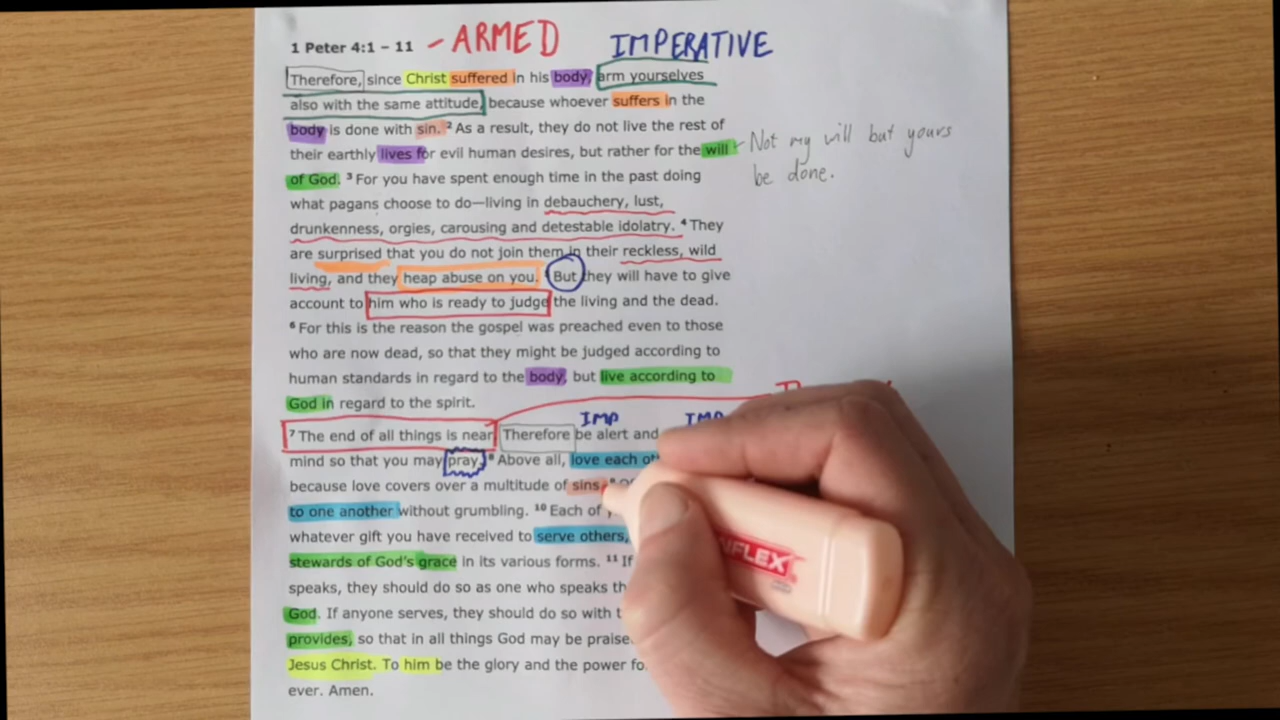 1 Peter 4:1 – 11 - ARMED IMPERATIVE
Therefore, since Christ suffered in his body, arm yourselves
also with the same attitude, because whoever suffers in the
body is done with sin. ² As a result, they do not live the rest of
their earthly lives for evil human desires, but rather for the will
Not my will but yours
be done.
of God. ³ For you have spent enough time in the past doing
what pagans choose to do—living in debauchery, lust,
drunkenness, orgies, carousing and detestable idolatry. ⁴ They
are surprised that you do not join them in their reckless, wild
living, and they heap abuse on you. But they will have to give
account to him who is ready to judge the living and the dead.
⁶ For this is the reason the gospel was preached even to those
who are now dead, so that they might be judged according to
human standards in regard to the body, but live according to
God in regard to the spirit.
IMP IMP
⁷ The end of all things is near. Therefore be alert and
mind so that you may pray. ⁸ Above all, love each
because love covers over a multitude of sins. ⁹
to one another without grumbling. ¹⁰ Each of
whatever gift you have received to serve others,
stewards of God's grace in its various forms. ¹¹ If
speaks, they should do so as one who speaks
God. If anyone serves, they should do so with
provides, so that in all things God may be
Jesus Christ. To him be the glory and the power
ever. Amen.